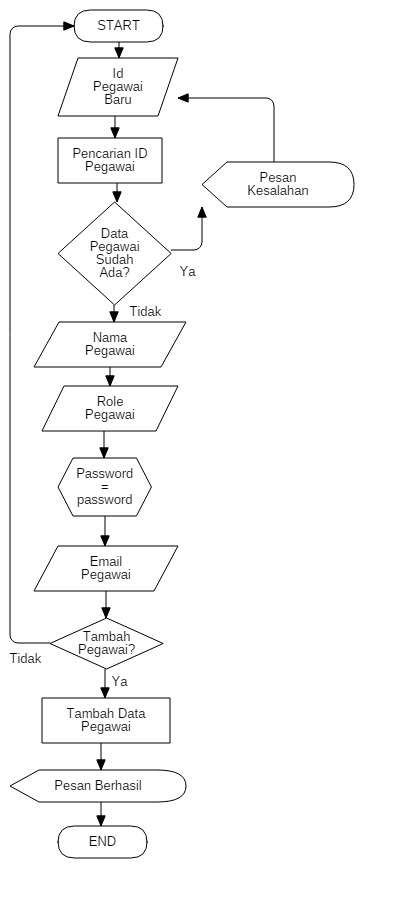 START
Id
Pegawai
Baru
Pencarian ID
Pegawai
Pesan
Kesalahan
Data
Pegawai
Sudah
Ada?
Ya
Tidak
Nama
Pegawai
Role
Pegawai
Password
=
password
Email
Pegawai
Tambah
Pegawai?
Tidak
Ya
Tambah Data
Pegawai
Pesan Berhasil
END